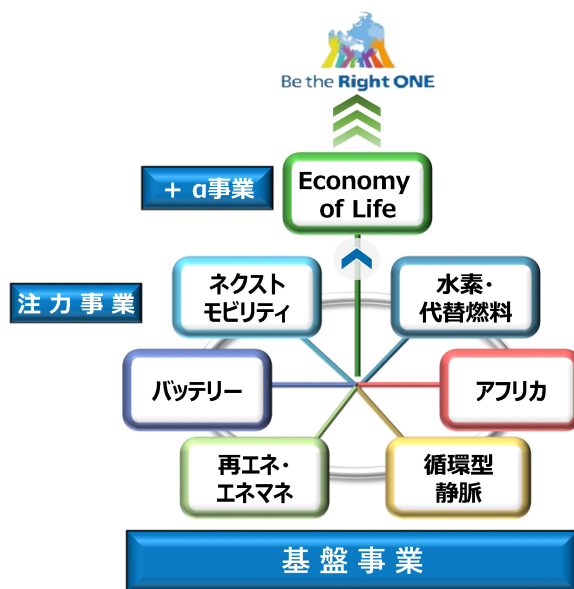 Be the Right ONE
+ α事業
Economy
of Life
注力事業
ネクスト
モビリティ
水素・
代替燃料
バッテリー
アフリカ
再エネ・
エネマネ
循環型
静脈
基盤事業